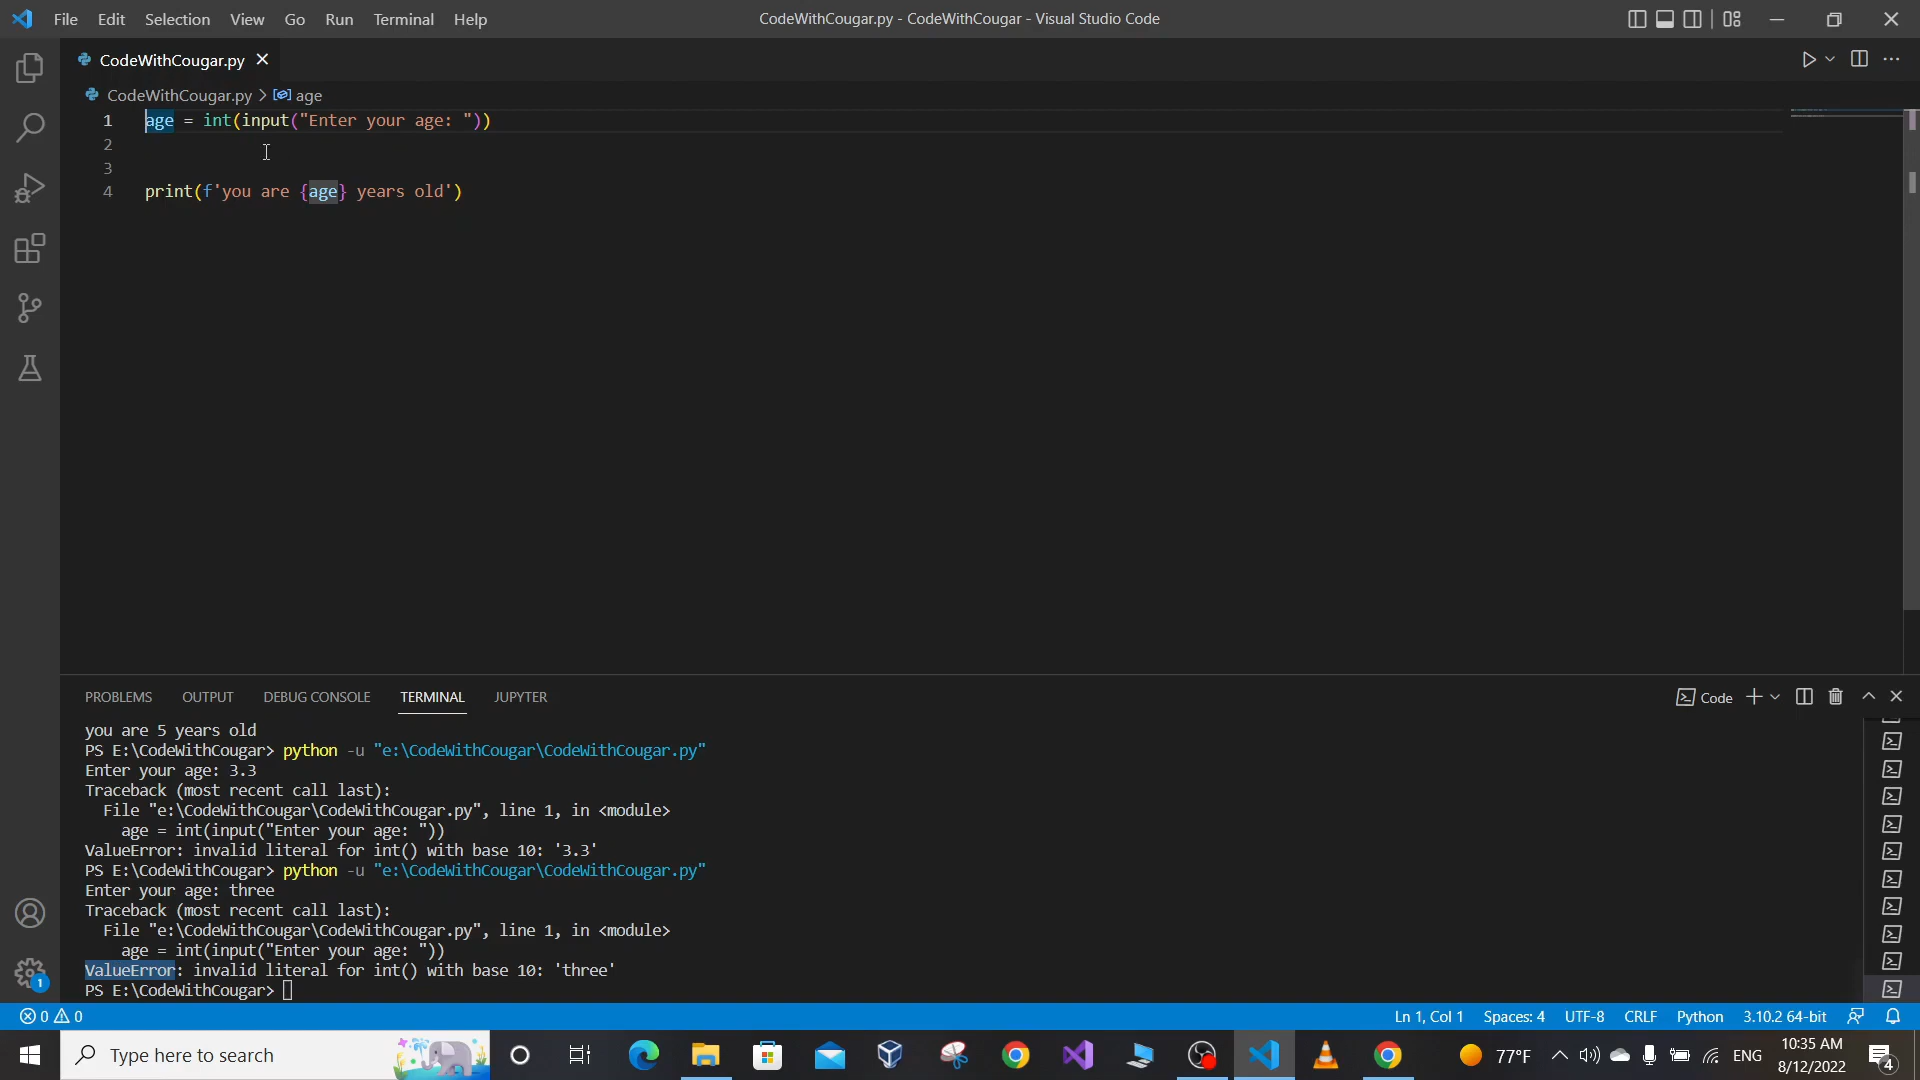 File Edit Selection View Go Run Terminal Help
CodeWithCougar.py - CodeWithCougar - Visual Studio Code
CodeWithCougar.py
CodeWithCougar.py > age
1 age = int(input("Enter your age: "))
2
3
4 print(f'you are {age} years old')
PROBLEMS OUTPUT DEBUG CONSOLE TERMINAL JUPYTER
Code
you are 5 years old
PS E:\CodeWithCougar> python -u "e:\CodeWithCougar\CodeWithCougar.py"
Enter your age: 3.3
Traceback (most recent call last):
  File "e:\CodeWithCougar\CodeWithCougar.py", line 1, in <module>
    age = int(input("Enter your age: "))
ValueError: invalid literal for int() with base 10: '3.3'
PS E:\CodeWithCougar> python -u "e:\CodeWithCougar\CodeWithCougar.py"
Enter your age: three
Traceback (most recent call last):
  File "e:\CodeWithCougar\CodeWithCougar.py", line 1, in <module>
    age = int(input("Enter your age: "))
ValueError: invalid literal for int() with base 10: 'three'
PS E:\CodeWithCougar>
1
0 0
Ln 1, Col 1 Spaces: 4 UTF-8 CRLF Python 3.10.2 64-bit
Type here to search
77°F
ENG
10:35 AM
8/12/2022
4